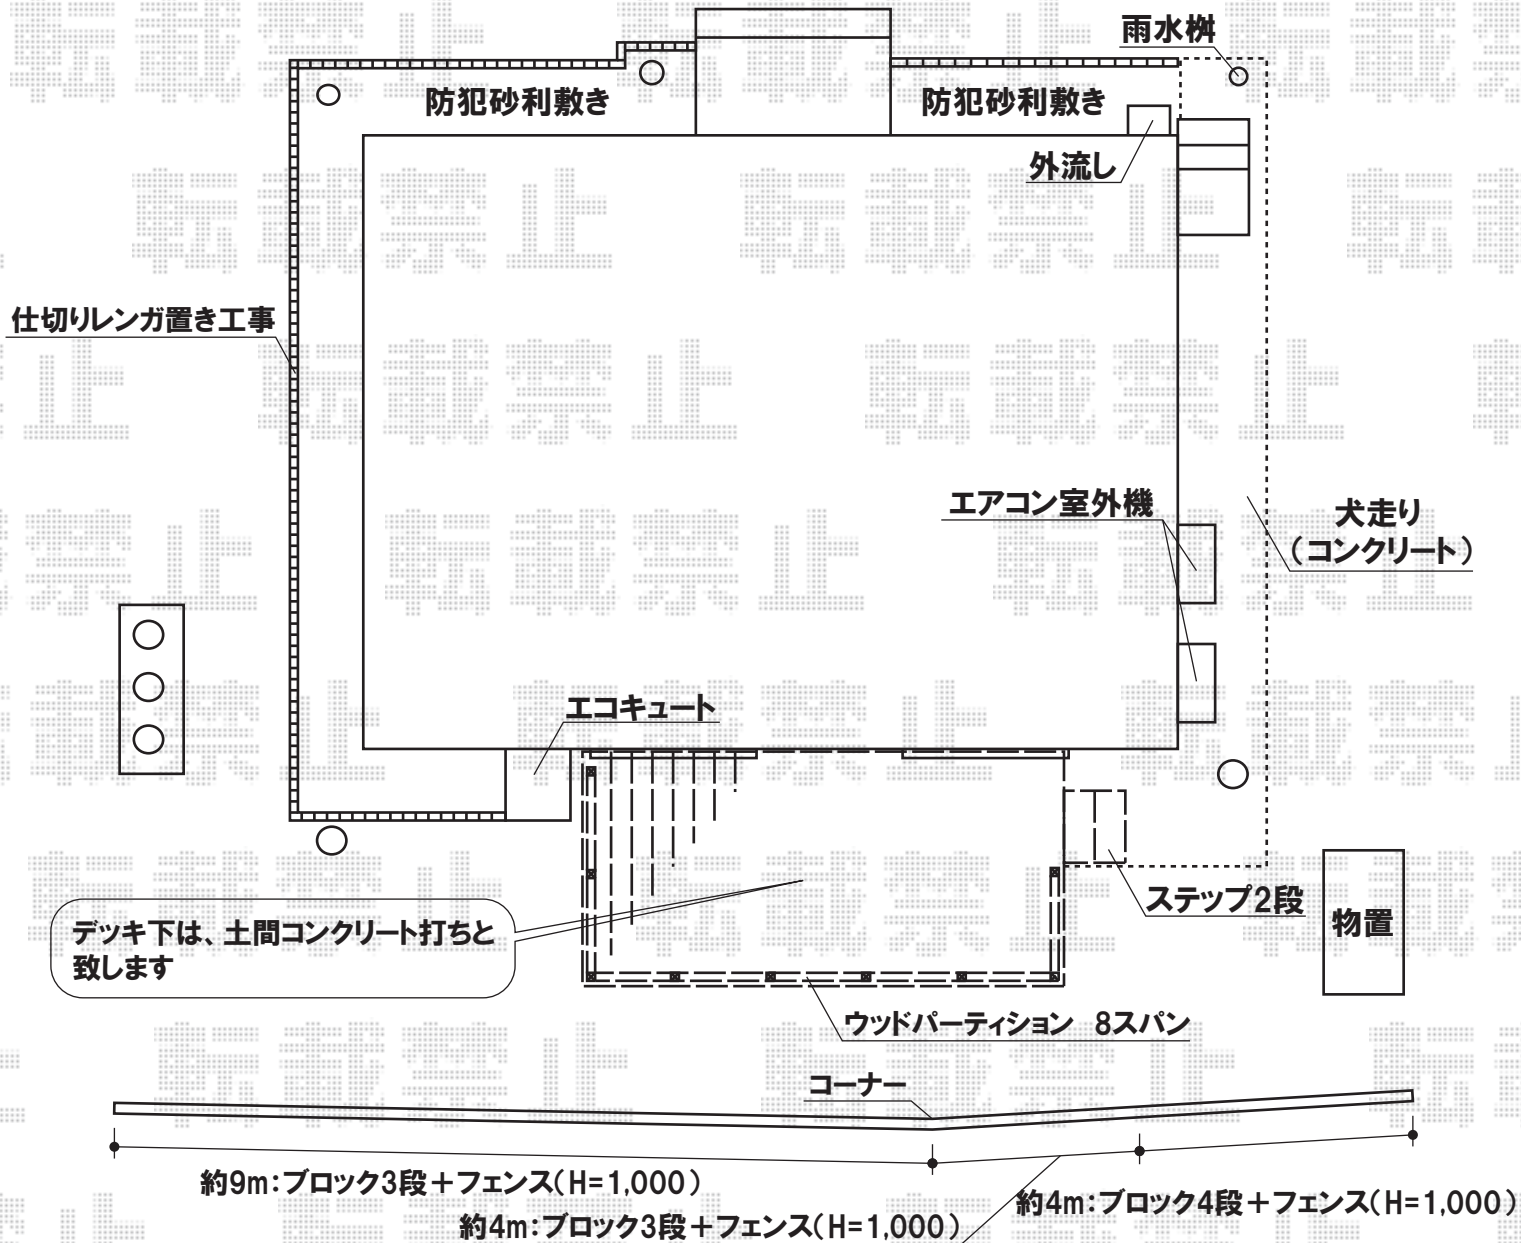 雨水桝
防犯砂利敷き
防犯砂利敷き
外流し
仕切りレンガ置き工事
エアコン室外機
犬走り
（コンクリート）
エコキュート
ステップ2段
物置
デッキ下は、土間コンクリート打ちと
致します
ウッドパーティション　8スパン
コーナー
約9m：ブロック3段＋フェンス（H=1,000）
約4m：ブロック4段＋フェンス（H=1,000）
約4m：ブロック3段＋フェンス（H=1,000）
転載禁止